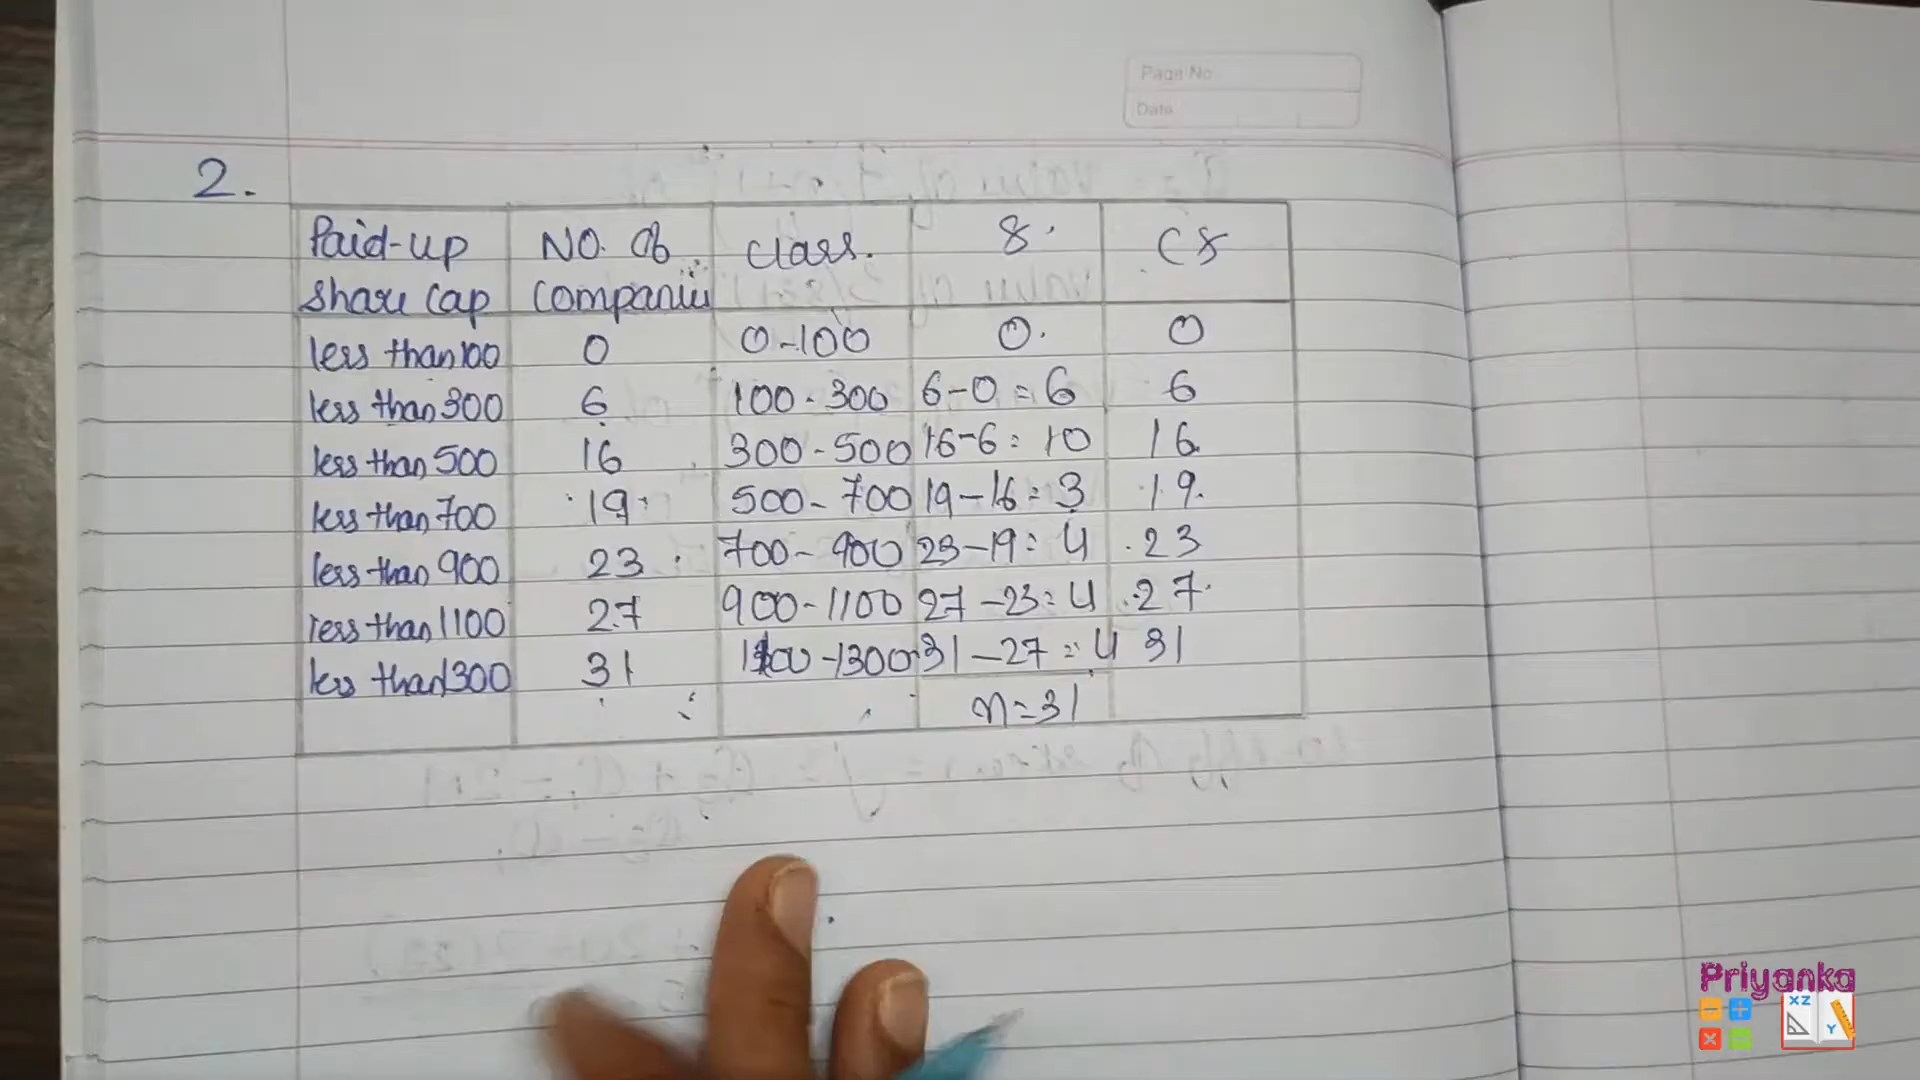 Page No
Date
2.
Paid-up No. of class. f. Cf
Share Cap Companies
less than 100 0 0-100 0. 0
less than 300 6 100-300 6-0=6 6
less than 500 16 300-500 16-6=10 16
less than 700 19 500-700 19-16=3 19.
less than 900 23 700-900 23-19=4 23
less than 1100 27 900-1100 27-23=4 27
less than 1300 31 1100-1300 31-27=4 31
n=31
Priyanka
XZ
Y